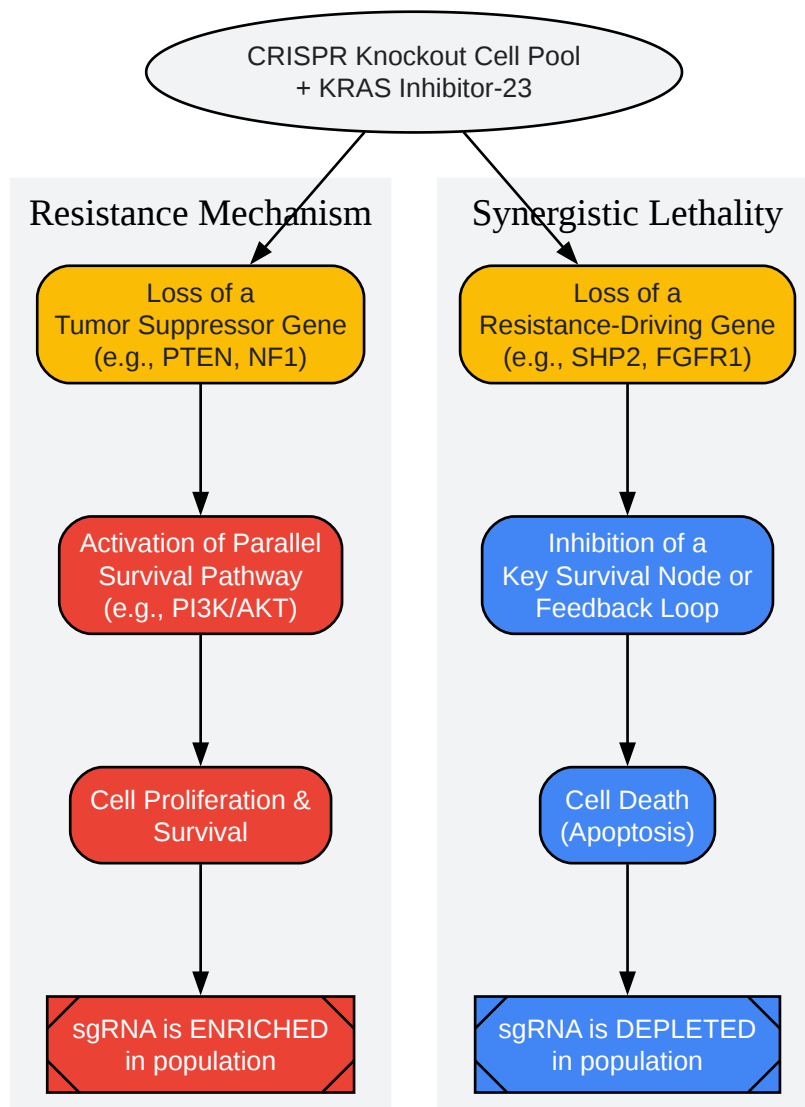 CRISPR Knockout Cell Pool
+ KRAS Inhibitor-23
Resistance Mechanism
Loss of a
Tumor Suppressor Gene
(e.g., PTEN, NF1)
Activation of Parallel
Survival Pathway
(e.g., PI3K/AKT)
Cell Proliferation &
Survival
sgRNA is ENRICHED
in population
Synergistic Lethality
Loss of a
Resistance-Driving Gene
(e.g., SHP2, FGFR1)
Inhibition of a
Key Survival Node or
Feedback Loop
Cell Death
(Apoptosis)
sgRNA is DEPLETED
in population